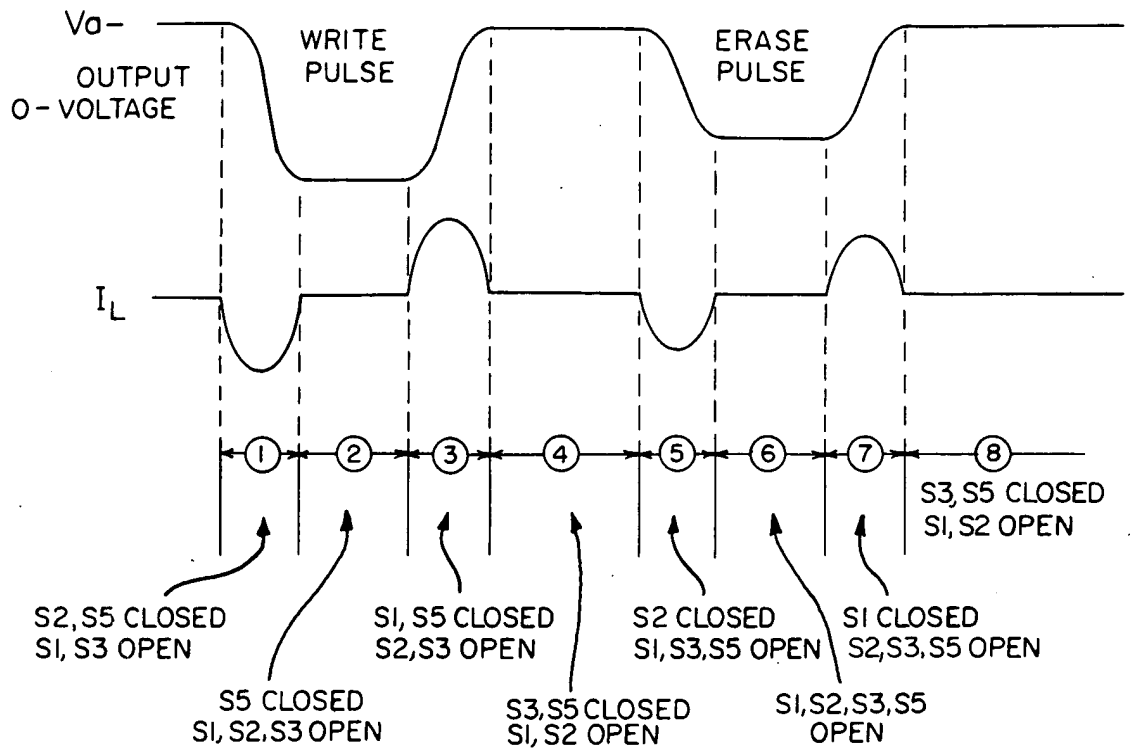 Va-
WRITE
PULSE
ERASE
PULSE
OUTPUT
O-VOLTAGE
IL
1 2 3 4 5 6 7 8
S3, S5 CLOSED
S1, S2 OPEN
S2, S5 CLOSED
S1, S3 OPEN
S1, S5 CLOSED
S2, S3 OPEN
S2 CLOSED
S1, S3, S5 OPEN
S1 CLOSED
S2, S3, S5 OPEN
S5 CLOSED
S1, S2, S3 OPEN
S3, S5 CLOSED
S1, S2 OPEN
S1, S2, S3, S5
OPEN